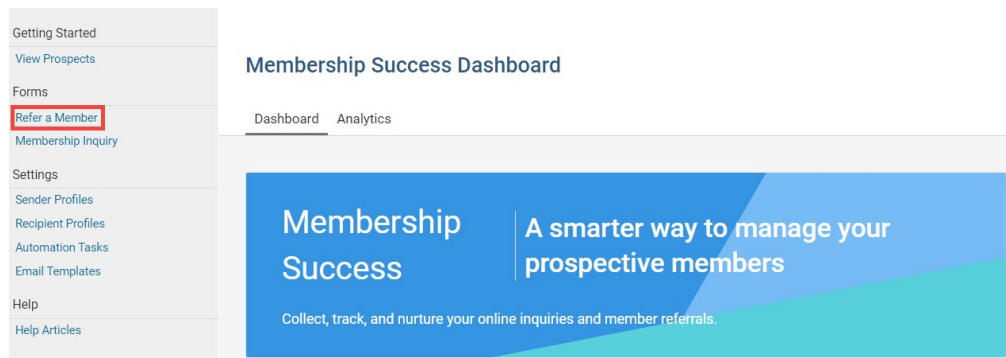 Getting Started
View Prospects
Forms
Refer a Member
Membership Inquiry
Settings
Sender Profiles
Recipient Profiles
Automation Tasks
Email Templates
Help
Help Articles
Membership Success Dashboard
Dashboard Analytics
Membership
Success
A smarter way to manage your
prospective members
Collect, track, and nurture your online inquiries and member referrals.